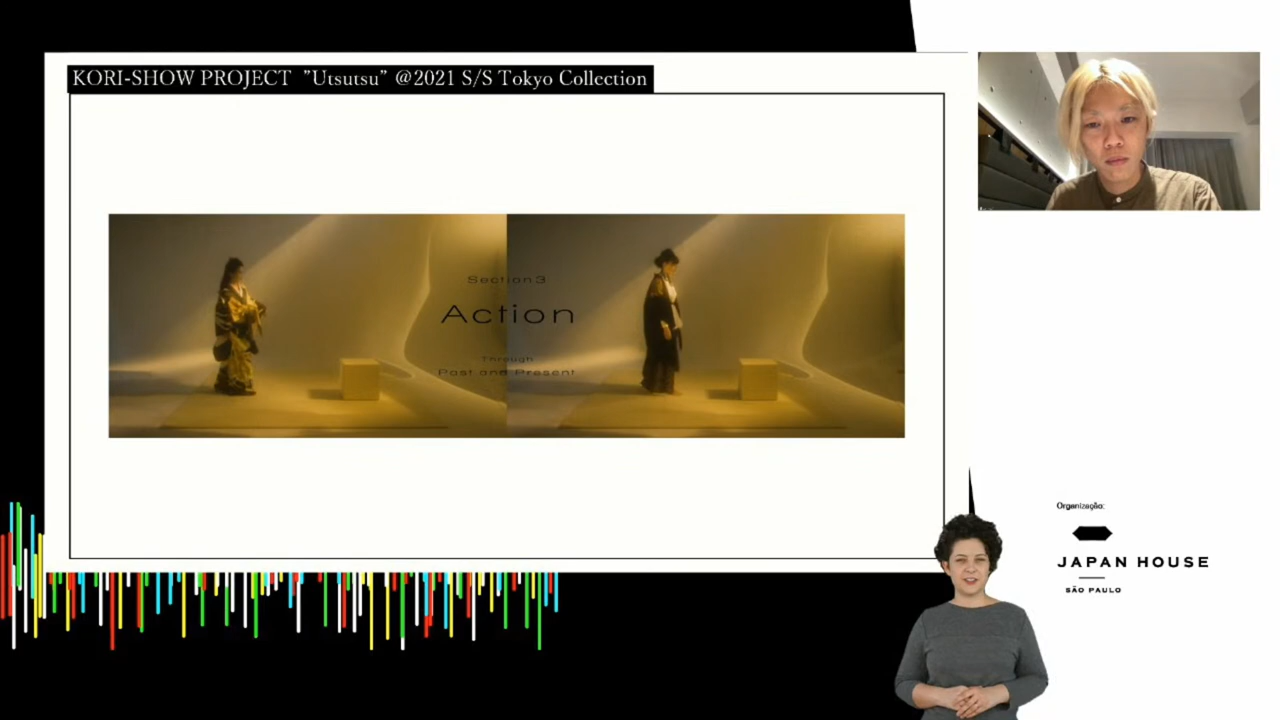 KORI-SHOW PROJECT "Utsutsu" @2021 S/S Tokyo Collection
Section 3
Action
Through
Past and Present
Organização:
JAPAN HOUSE
SÃO PAULO